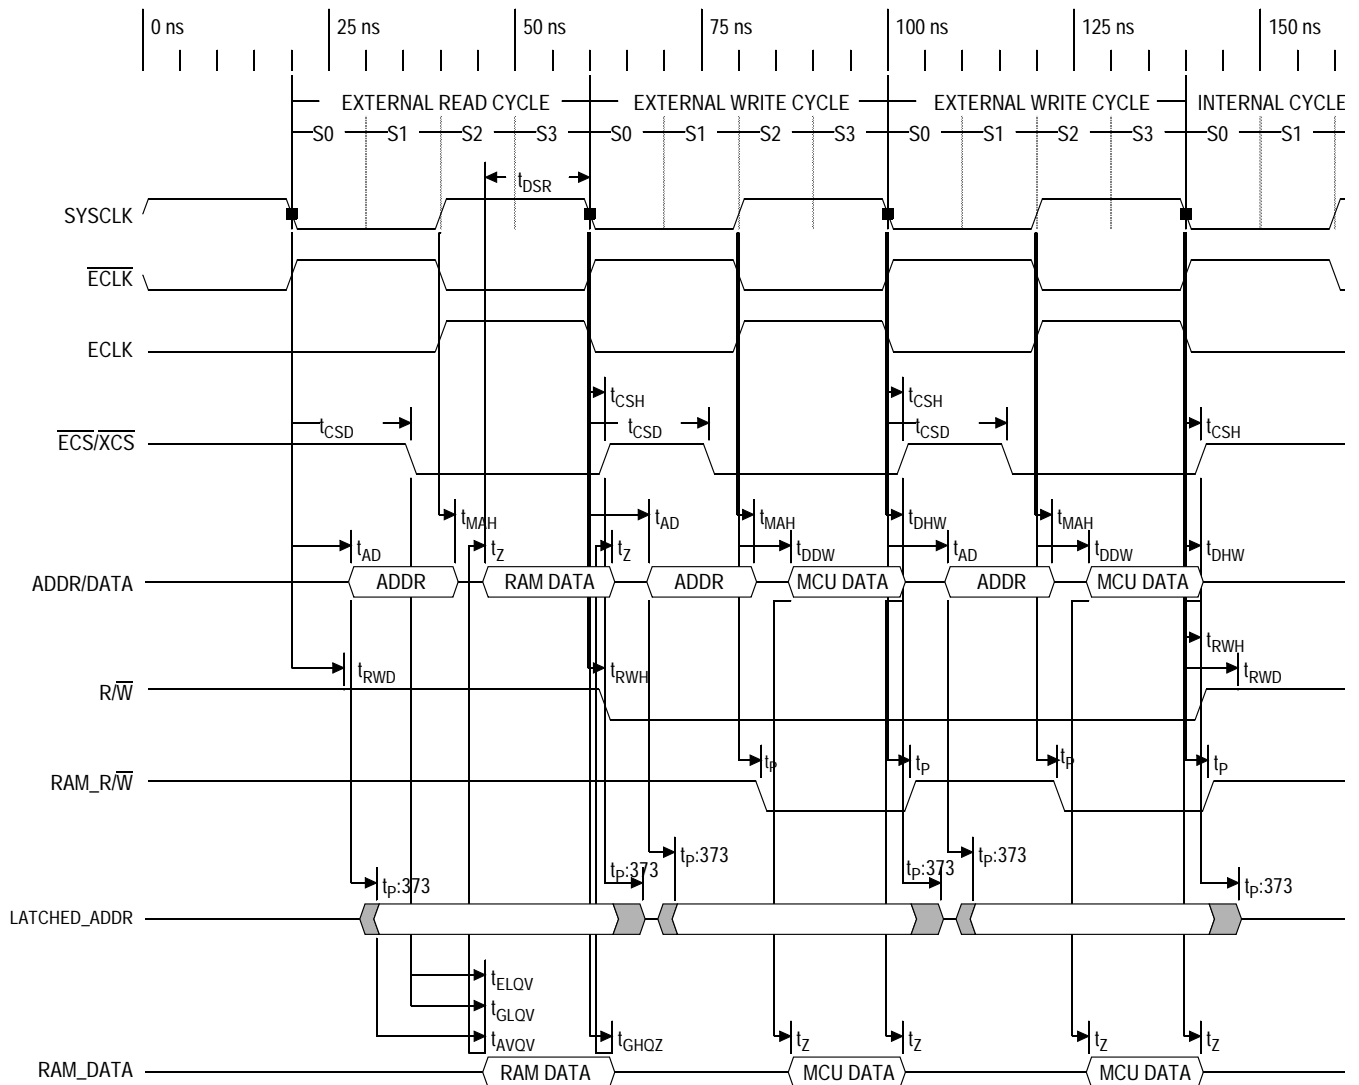 0 ns 25 ns 50 ns 75 ns 100 ns 125 ns 150 ns
EXTERNAL READ CYCLE EXTERNAL WRITE CYCLE EXTERNAL WRITE CYCLE INTERNAL CYCLE
S0 S1 S2 S3 S0 S1 S2 S3 S0 S1 S2 S3 S0 S1
tDSR
SYSCLK
ECLK
ECLK
tCSH tCSH
tCSD tCSD tCSD tCSH
ECS/XCS
tMAH tAD tMAH tDHW tMAH
tAD tZ tZ tDDW tAD tDDW tDHW
ADDR/DATA ADDR RAM DATA ADDR MCU DATA ADDR MCU DATA
tRWH
tRWD tRWH tRWD
R/W
tP tP tP tP
RAM_R/W
tP:373 tP:373
tP:373 tP:373 tP:373 tP:373
LATCHED_ADDR
tELQV
tGLQV
tAVQV tGHQZ tZ tZ tZ tZ
RAM_DATA RAM DATA MCU DATA MCU DATA